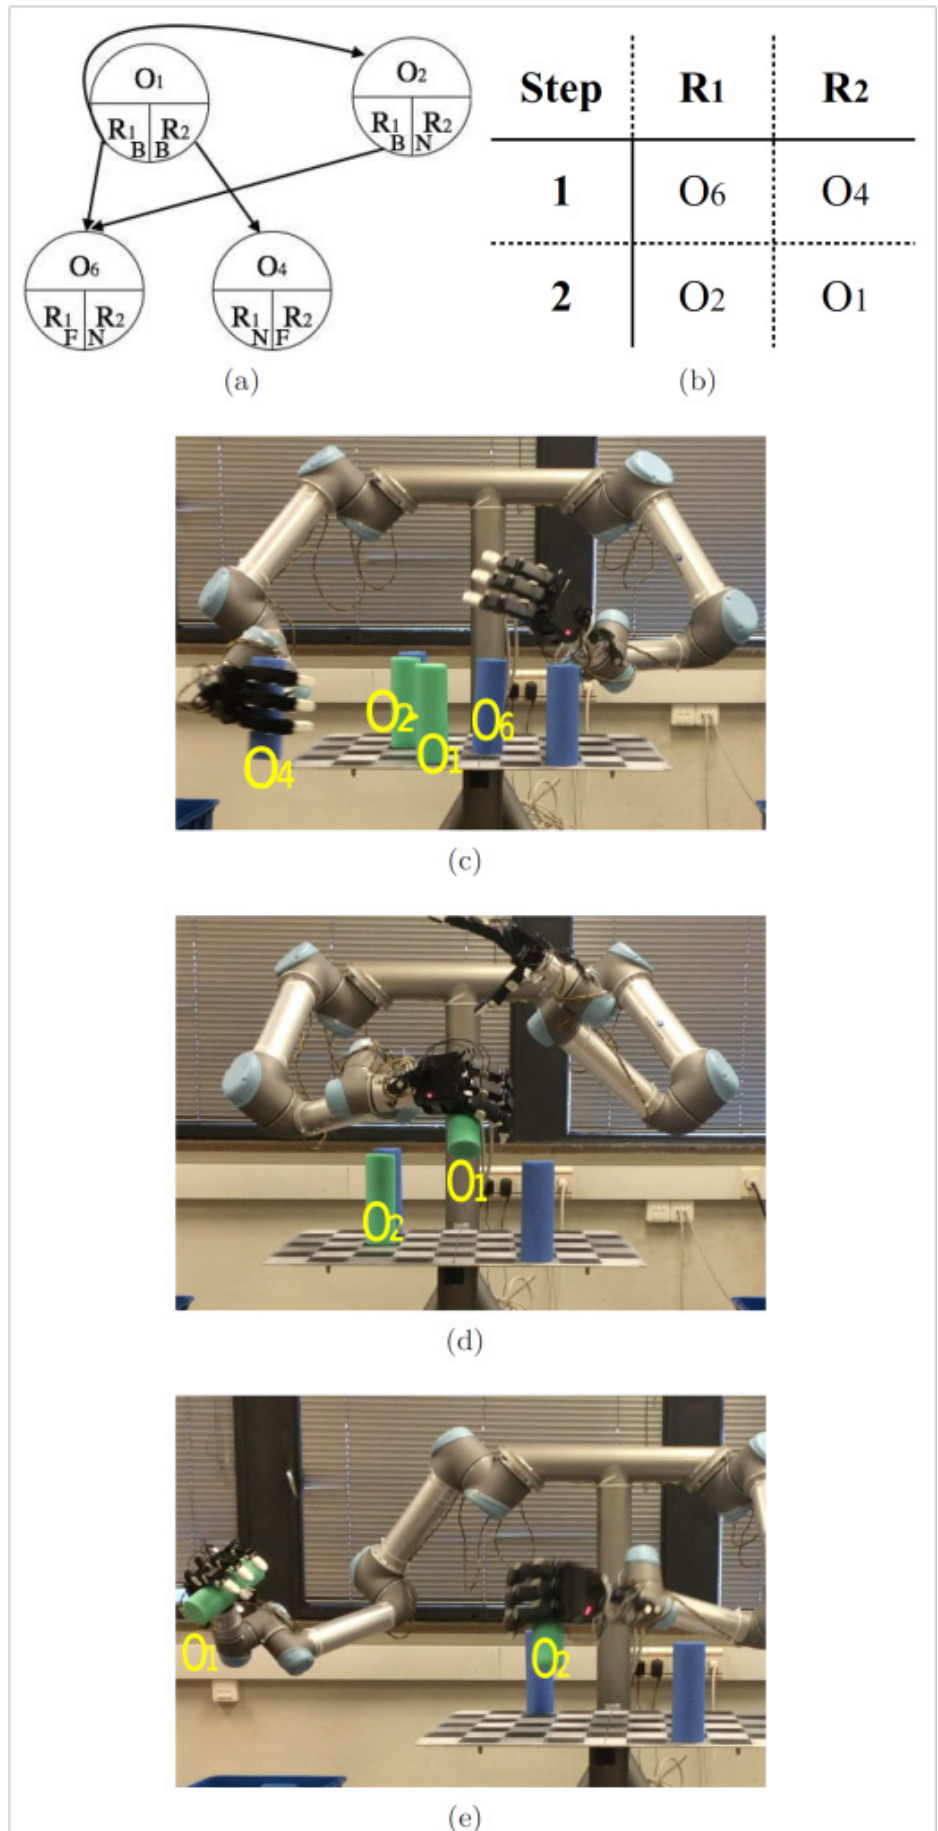 O1
R1 R2
B B
O2
R1 R2
B N
O6
R1 R2
F N
O4
R1 R2
N F
(a)
Step R1 R2
1 O6 O4
2 O2 O1
(b)
O2
O1
O6
O4
(c)
O1
O2
(d)
O1
O2
(e)